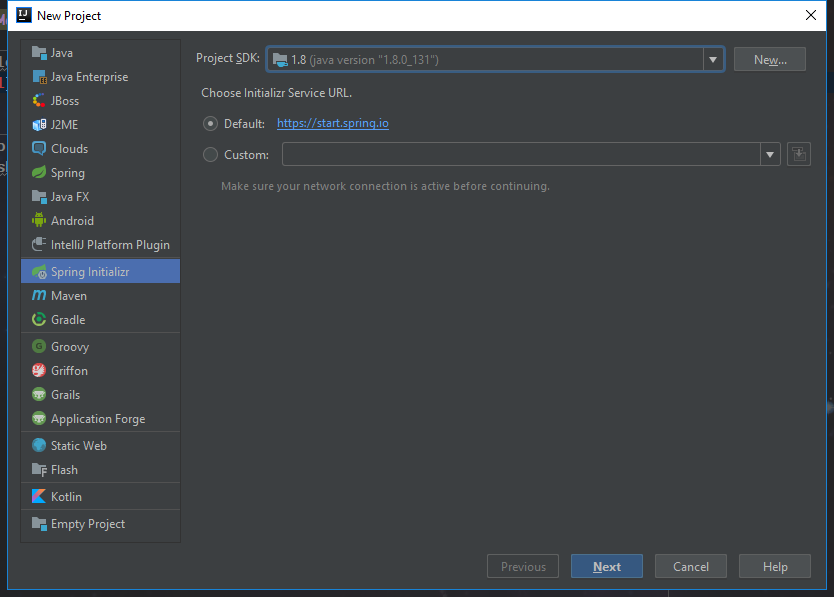 New Project
Java
Java Enterprise
JBoss
J2ME
Clouds
Spring
Java FX
Android
IntelliJ Platform Plugin
Spring Initializr
Maven
Gradle
Groovy
Griffon
Grails
Application Forge
Static Web
Flash
Kotlin
Empty Project
Project SDK: 1.8 (java version "1.8.0_131") New...
Choose Initializr Service URL.
Default: https://start.spring.io
Custom:
Make sure your network connection is active before continuing.
Previous Next Cancel Help